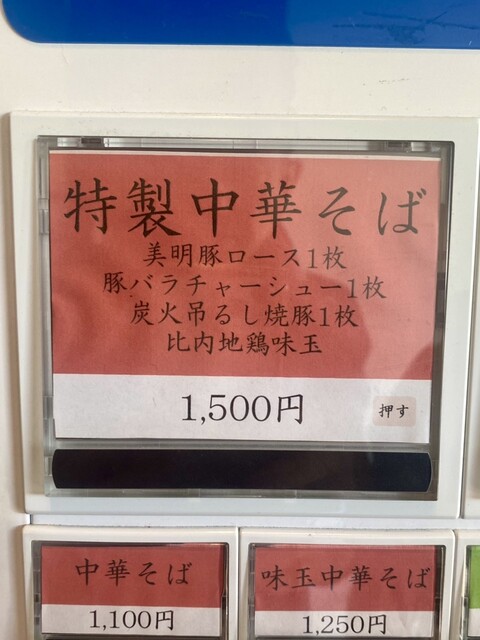 特製中華そば
美明豚ロース1枚
豚バラチャーシュー1枚
炭火吊るし焼豚1枚
比内地鶏味玉
1,500円
押す
中華そば
味玉中華そば
1,100円
1,250円